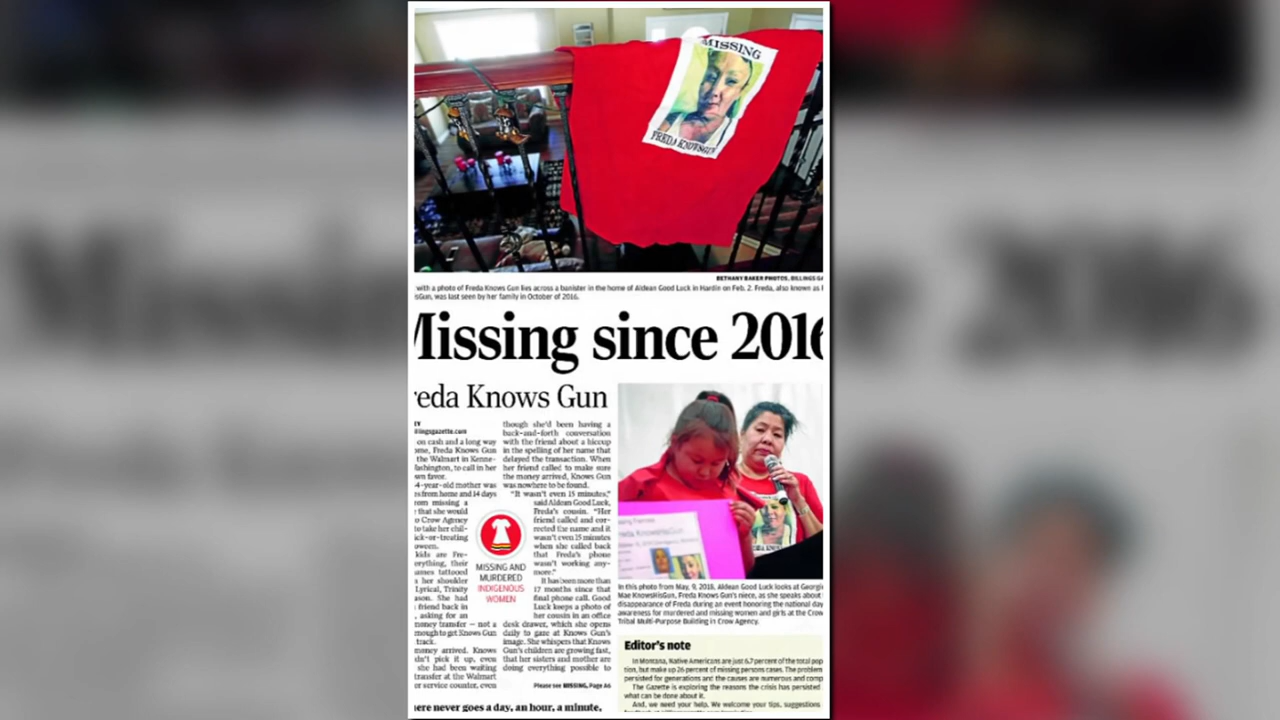 MISSING
FREDA KNOWSGUN
BETHANY BAKER PHOTOS, BILLINGS GA
with a photo of Freda Knows Gun lies across a banister in the home of Aldean Good Luck in Hardin on Feb. 2. Freda, also known as
sGun, was last seen by her family in October of 2016.
Missing since 2016
reda Knows Gun
EY
illingsgazette.com
on cash and a long way
ome, Freda Knows Gun
the Walmart in Kenne-
Washington, to call in her
wn favor.
4-year-old mother was
es from home and 14 days
rom missing a
that she would
o Crow Agency
to take her chil-
ick-or-treating
oween.
kids are Fre-
erything, their
ames tattooed
her shoulder
Lyrical, Trinity
ason. She had
friend back in
, asking for an
money transfer — not a
enough to get Knows Gun
track.
money arrived. Knows
dn't pick it up, even
she had been waiting
transfer at the Walmart
er service counter, even
though she'd been having a
back-and-forth conversation
with the friend about a hiccup
in the spelling of her name that
delayed the transaction. When
her friend called to make sure
the money arrived, Knows Gun
was nowhere to be found.
"It wasn't even 15 minutes,"
said Aldean Good Luck,
Freda's cousin. "Her
friend called and cor-
rected the name and it
wasn't even 15 minutes
when she called back
that Freda's phone
wasn't working any-
more."
It has been more than
17 months since that
final phone call. Good
Luck keeps a photo of
her cousin in an office
desk drawer, which she opens
daily to gaze at Knows Gun's
image. She whispers that Knows
Gun's children are growing fast,
that her sisters and mother are
doing everything possible to
Please see MISSING, Page A6
MISSING AND
MURDERED
INDIGENOUS
WOMEN
In this photo from May, 9, 2018, Aldean Good Luck looks at Georgi
Mae KnowsHisGun, Freda Knows Gun's niece, as she speaks about
disappearance of Freda during an event honoring the national day
awareness for murdered and missing women and girls at the Crow
Tribal Multi-Purpose Building in Crow Agency.
Editor's note
In Montana, Native Americans are just 6.7 percent of the total pop
tion, but make up 26 percent of missing persons cases. The problem
persisted for generations and the causes are numerous and comp
The Gazette is exploring the reasons the crisis has persisted
what can be done about it.
And, we need your help. We welcome your tips, suggestions
ere never goes a day, an hour, a minute,